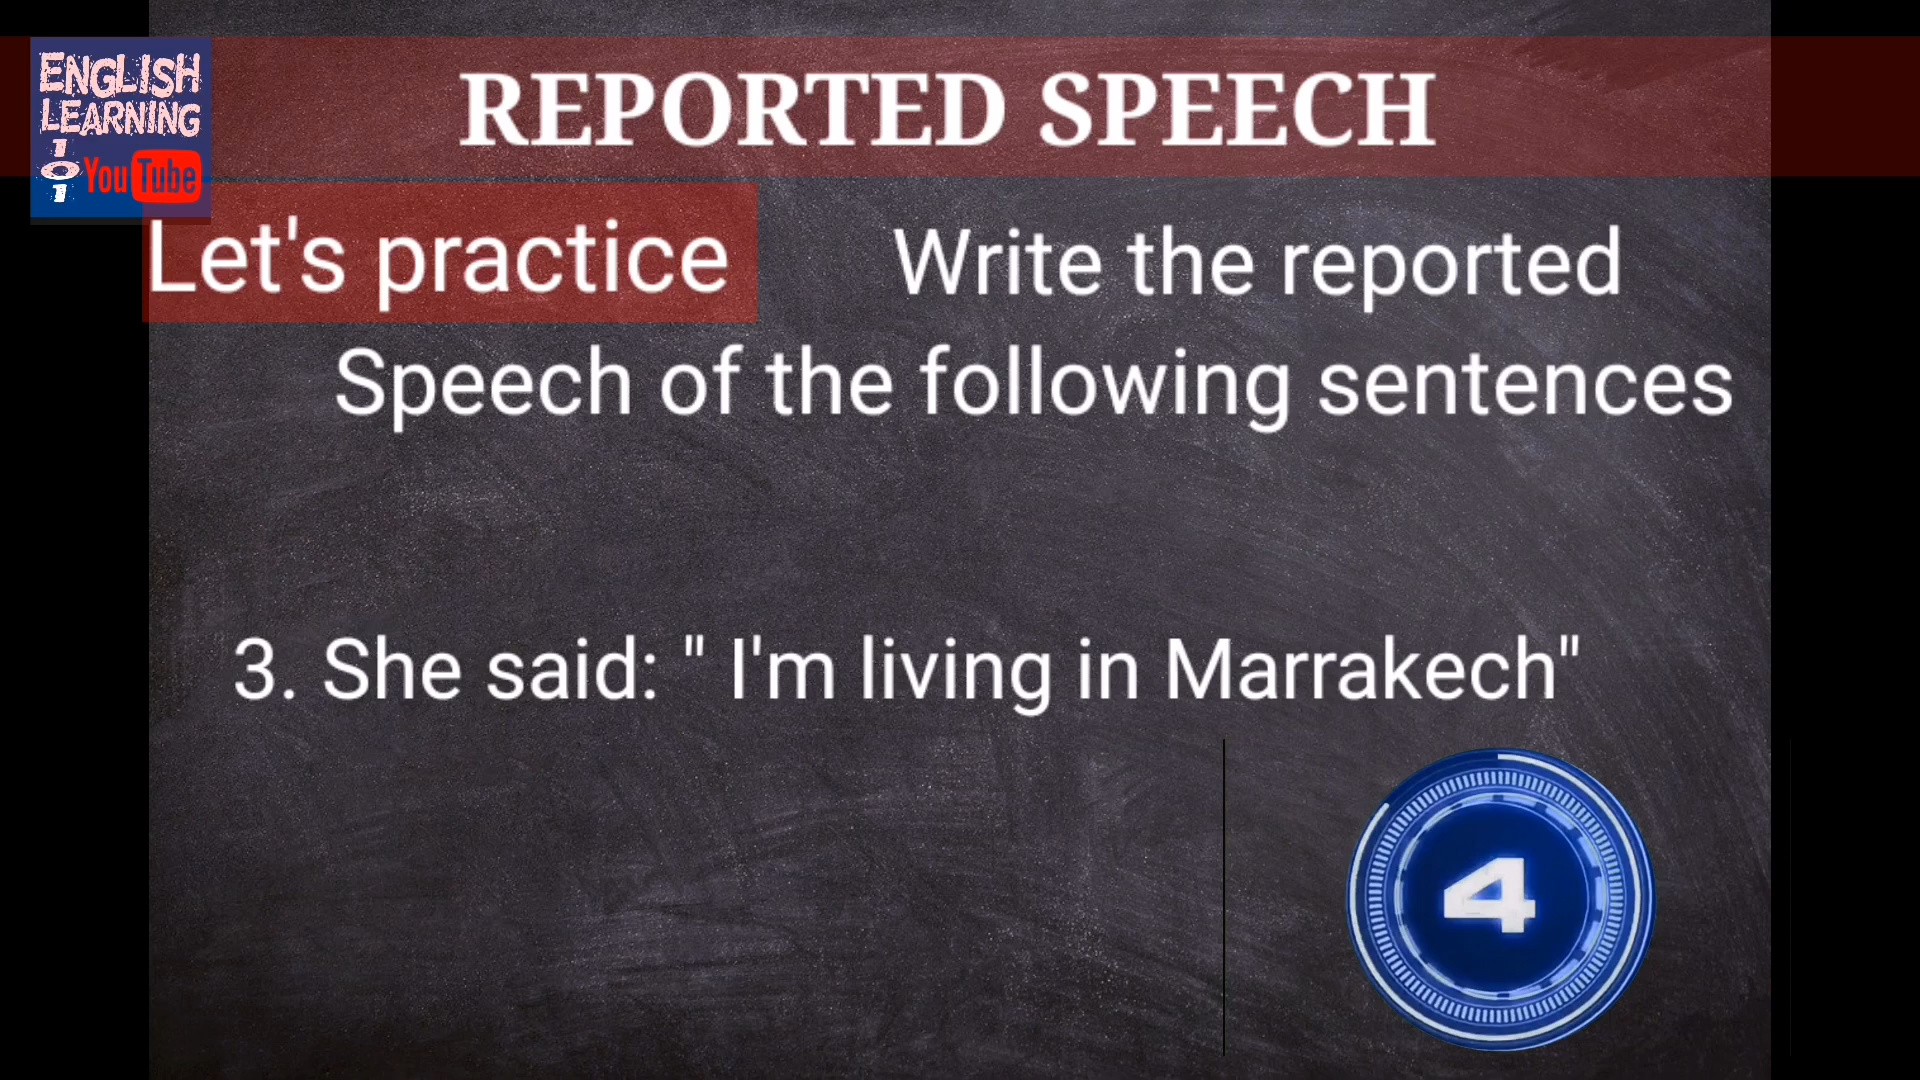 ENGLISH
LEARNING
101
YouTube
REPORTED SPEECH
Let's practice
Write the reported
Speech of the following sentences
3. She said: " I'm living in Marrakech"
4